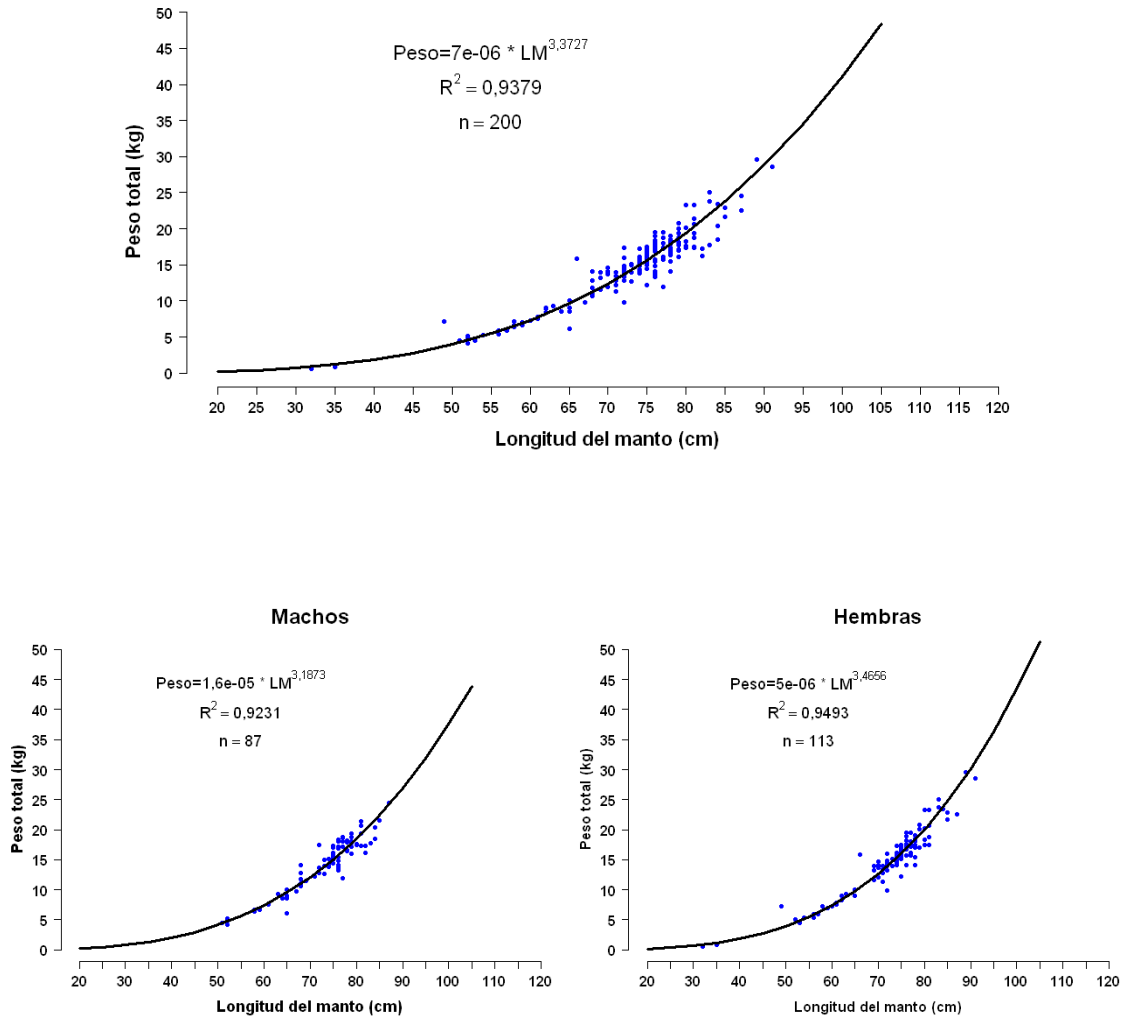 Peso=7e-06 * LM^3,3727
R² = 0,9379
n = 200
Peso total (kg)
50
45
40
35
30
25
20
15
10
5
0
20 25 30 35 40 45 50 55 60 65 70 75 80 85 90 95 100 105 110 115 120
Longitud del manto (cm)
Machos
Peso=1,6e-05 * LM^3,1873
R² = 0,9231
n = 87
Peso total (kg)
50
45
40
35
30
25
20
15
10
5
0
20 30 40 50 60 70 80 90 100 110 120
Longitud del manto (cm)
Hembras
Peso=5e-06 * LM^3,4656
R² = 0,9493
n = 113
Peso total (kg)
50
45
40
35
30
25
20
15
10
5
0
20 30 40 50 60 70 80 90 100 110 120
Longitud del manto (cm)